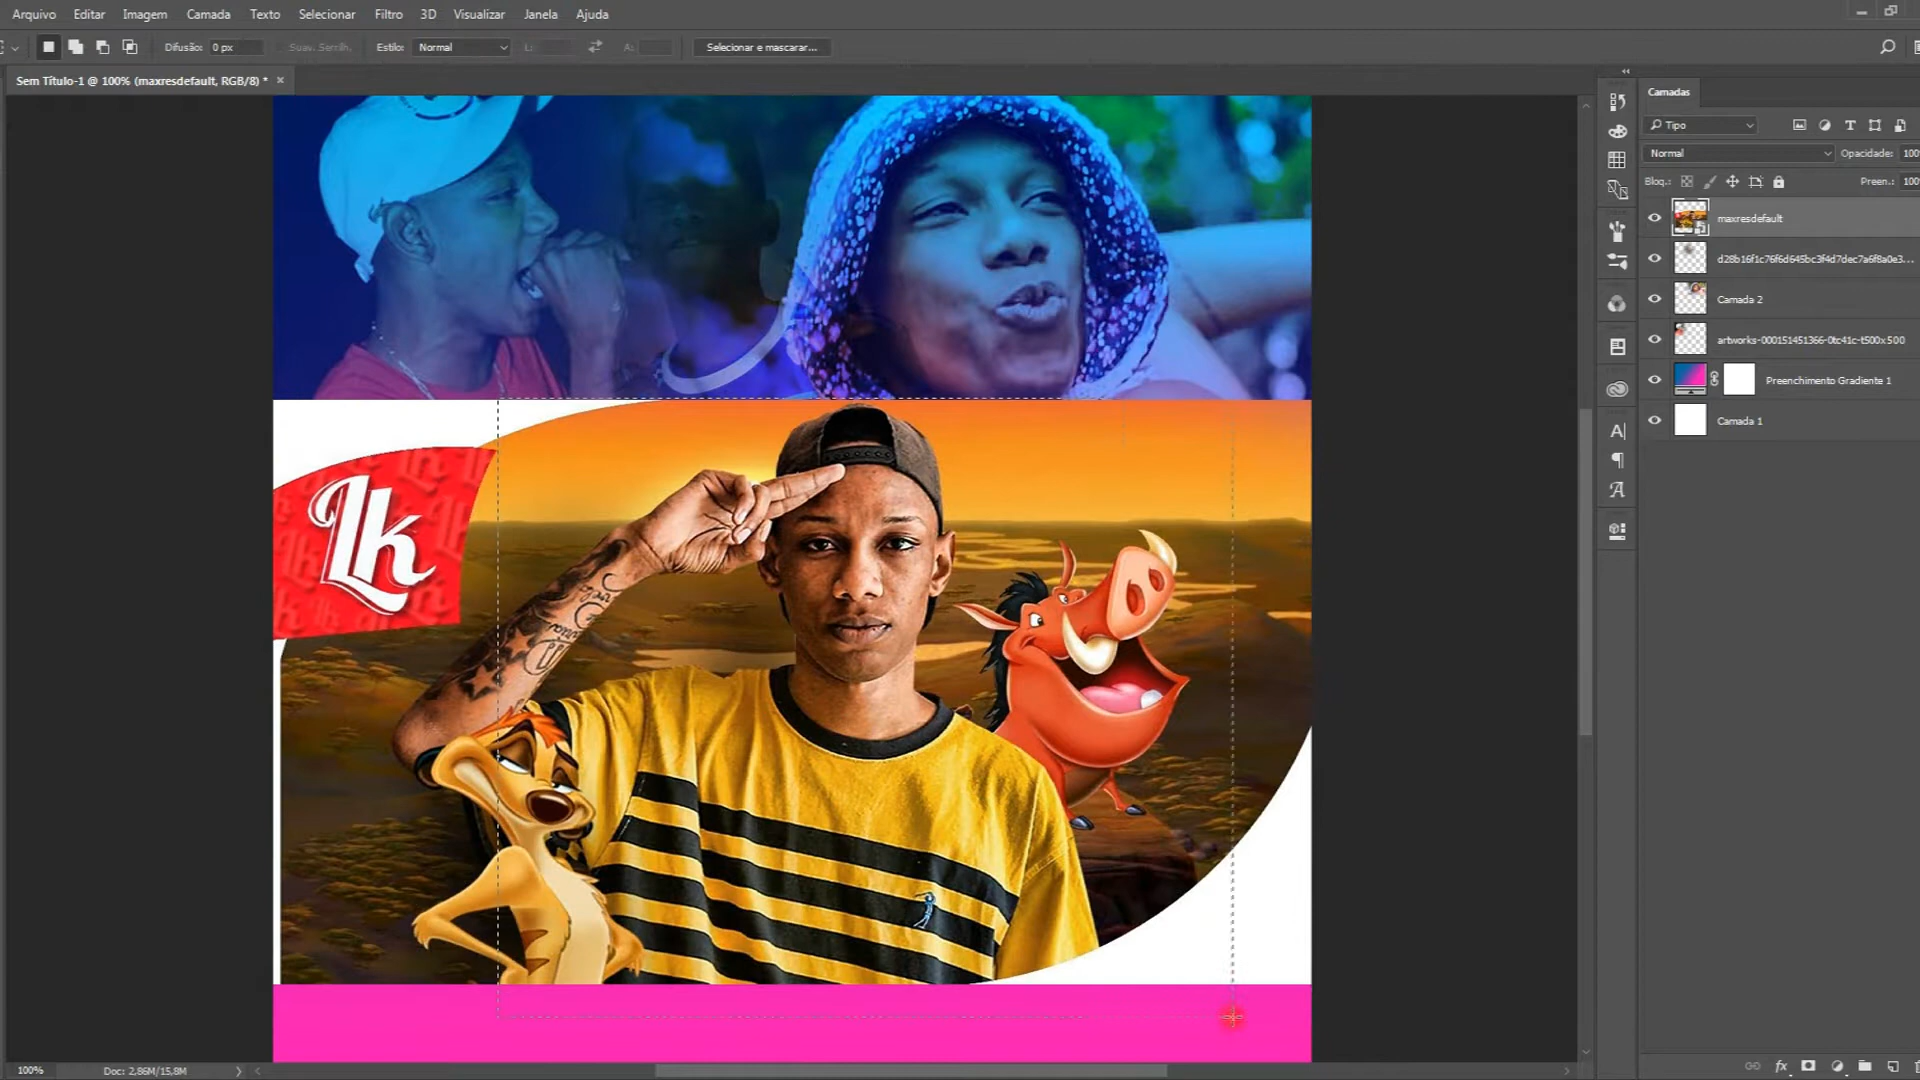 Arquivo Editar Imagem Camada Texto Selecionar Filtro 3D Visualizar Janela Ajuda
Difusão: 0 px Suav. Serrilh. Estilo: Normal L: A: Selecionar e mascarar...
Sem Título-1 @ 100% (maxresdefault, RGB/8) * ×
Camadas
Tipo
Normal Opacidade: 100
Bloq.: Preen.: 100
maxresdefault
d28b16f1c76f6d645bc3f4d7dec7a6f8a0e3...
Camada 2
artworks-000151451366-0tc41c-t500x500
Preenchimento Gradiente 1
Camada 1
Lk
100% Doc: 2,86M/15,8M
fx